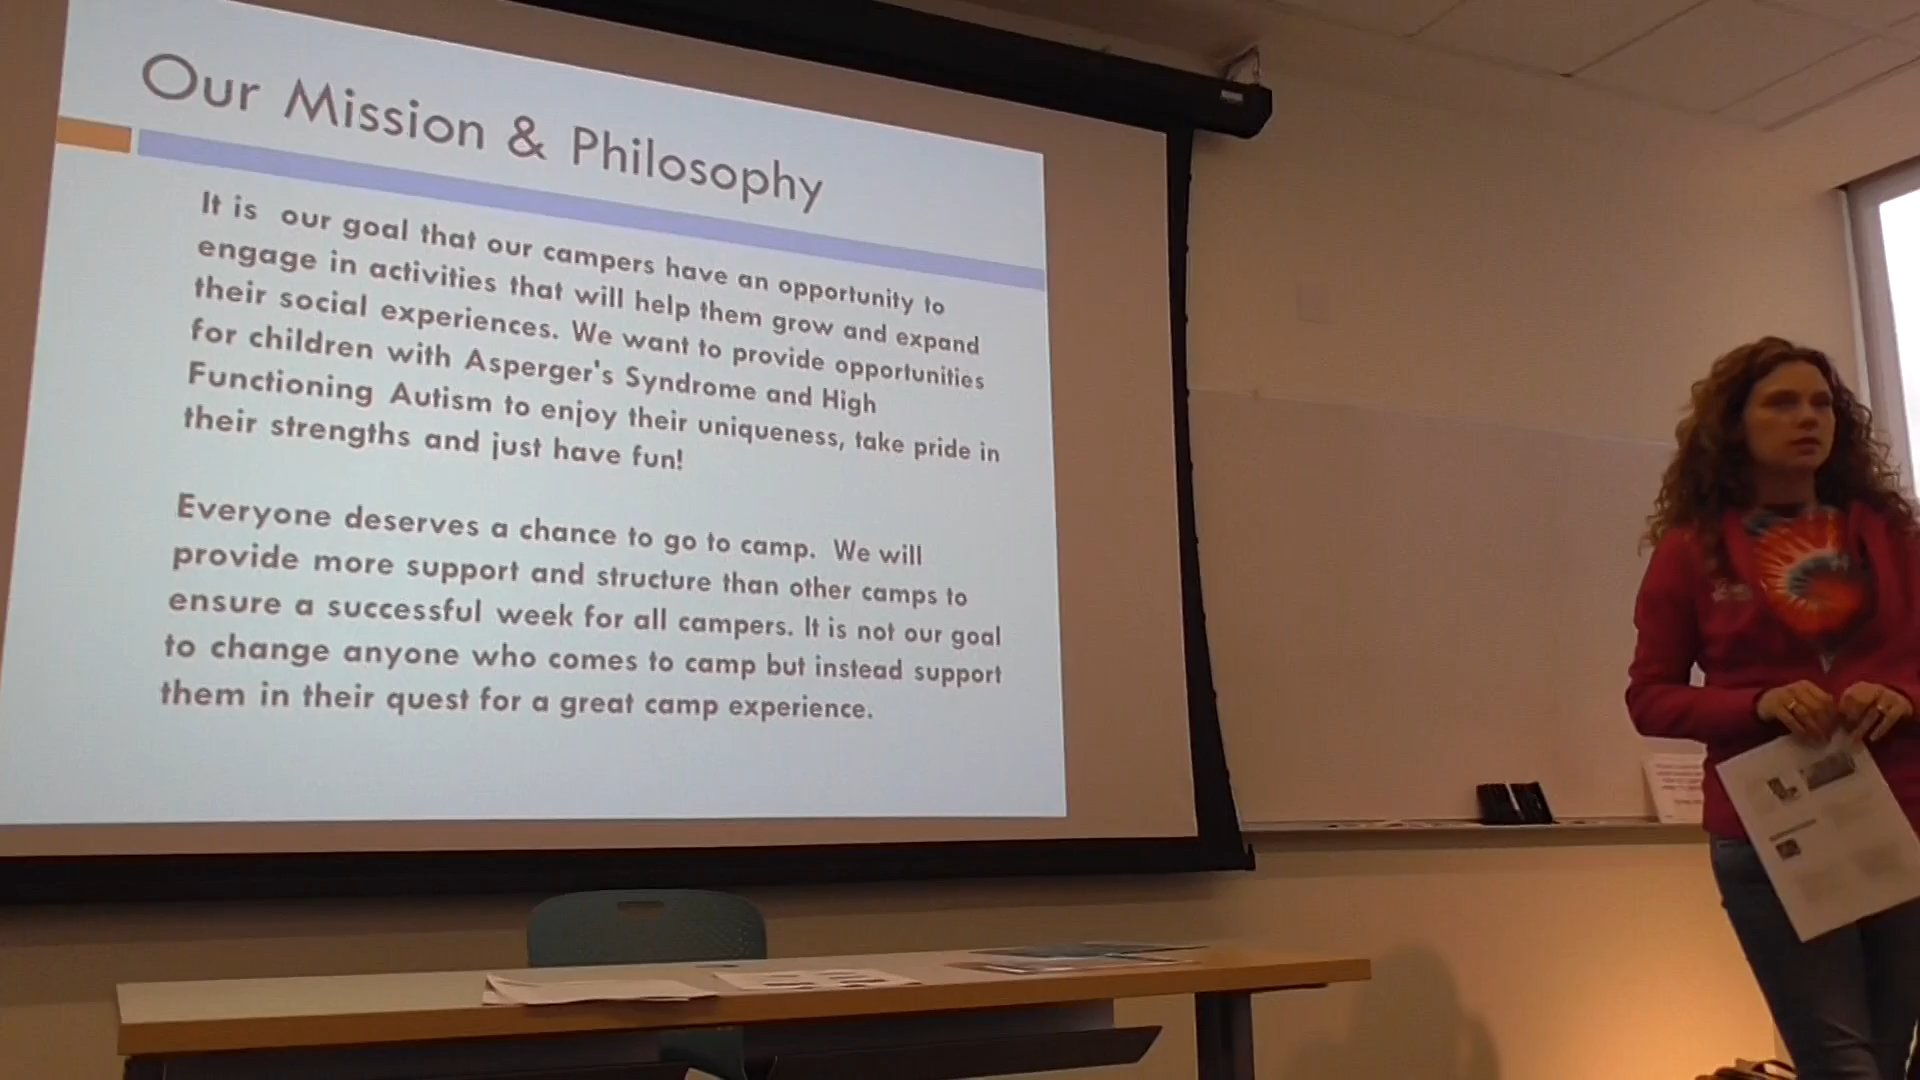 Our Mission & Philosophy
It is our goal that our campers have an opportunity to
engage in activities that will help them grow and expand
their social experiences. We want to provide opportunities
for children with Asperger's Syndrome and High
Functioning Autism to enjoy their uniqueness, take pride in
their strengths and just have fun!
Everyone deserves a chance to go to camp. We will
provide more support and structure than other camps to
ensure a successful week for all campers. It is not our goal
to change anyone who comes to camp but instead support
them in their quest for a great camp experience.